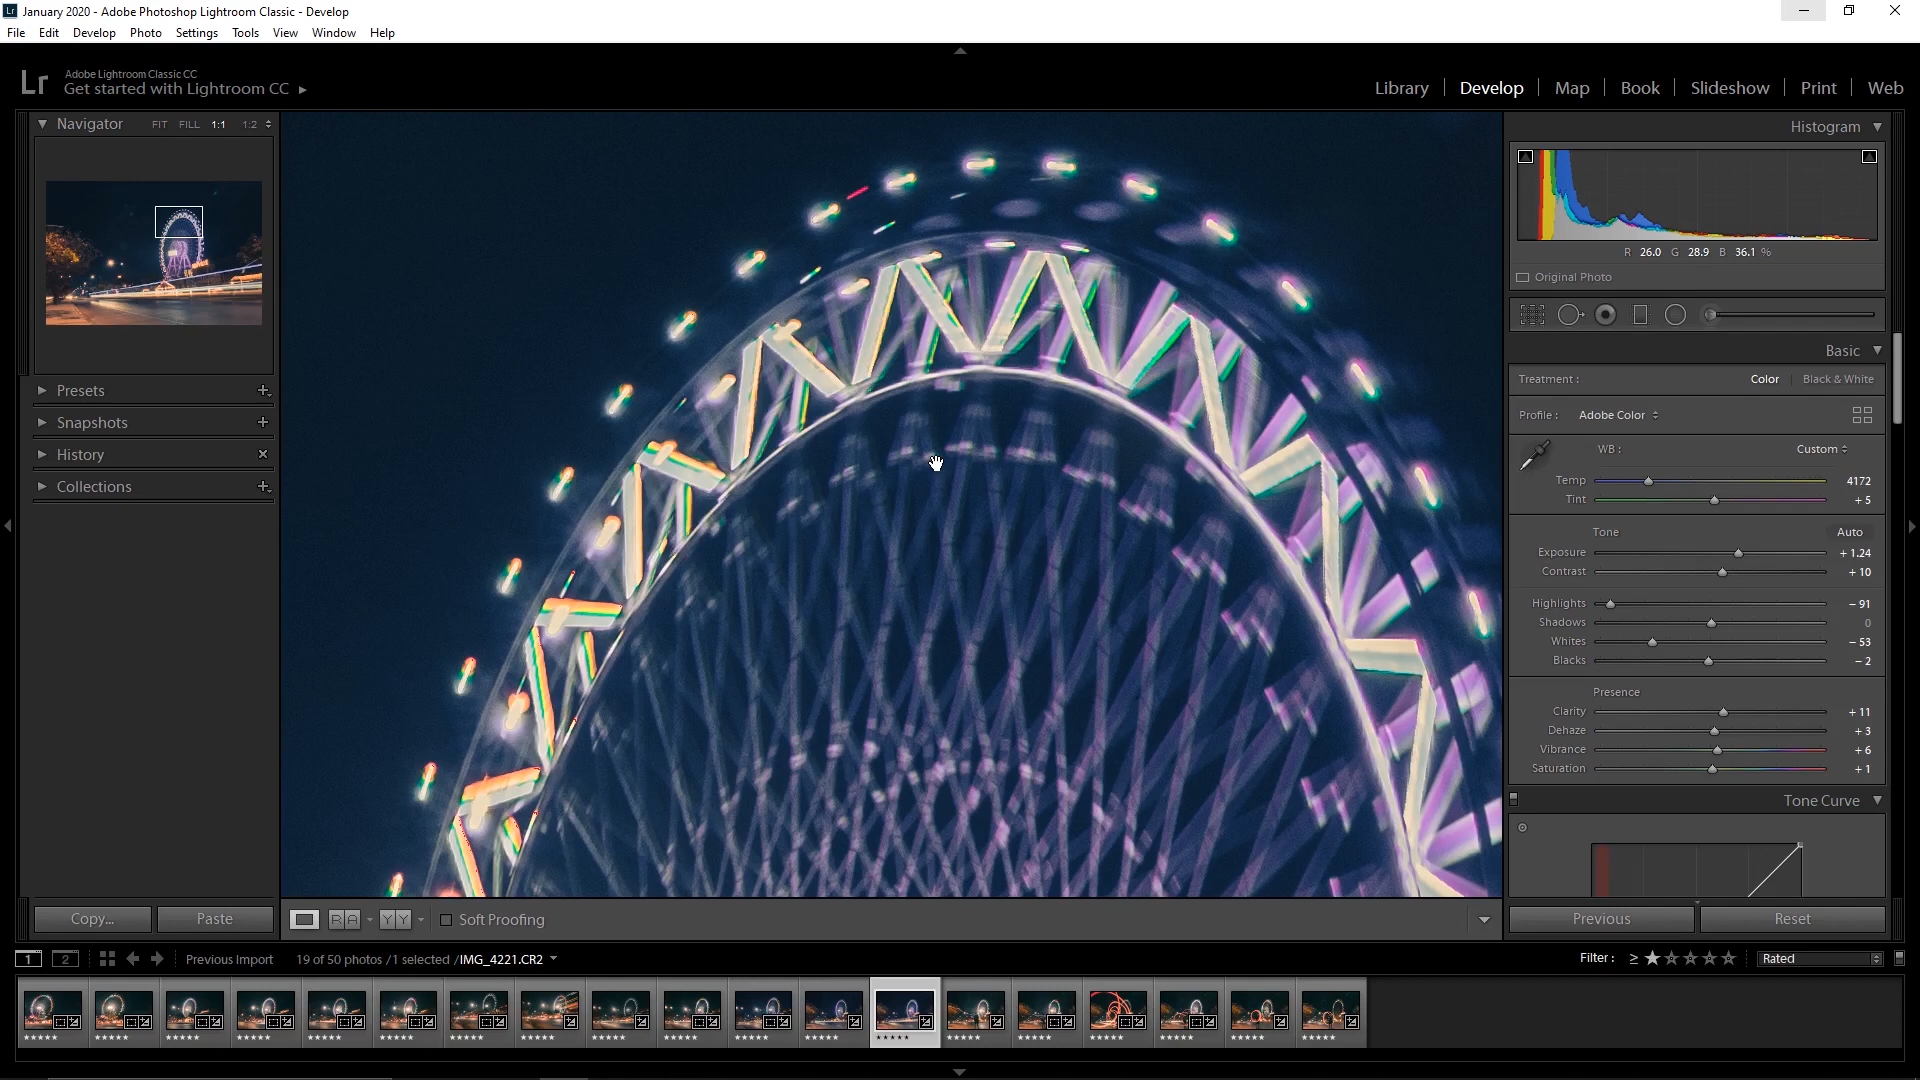 Lr January 2020 - Adobe Photoshop Lightroom Classic - Develop
File Edit Develop Photo Settings Tools View Window Help
Lr Adobe Lightroom Classic CC
Get started with Lightroom CC
Library Develop Map Book Slideshow Print Web
Navigator FIT FILL 1:1 1:2
Histogram
R 26.0 G 28.9 B 36.1 %
Original Photo
Basic
Treatment : Color Black & White
Profile : Adobe Color
WB : Custom
Temp 4172
Tint + 5
Tone Auto
Exposure + 1.24
Contrast + 10
Highlights - 91
Shadows 0
Whites - 53
Blacks - 2
Presence
Clarity + 11
Dehaze + 3
Vibrance + 6
Saturation + 1
Tone Curve
Presets
Snapshots
History
Collections
Copy... Paste
R A Y Y Soft Proofing
Previous Reset
1 2 Previous Import 19 of 50 photos /1 selected /IMG_4221.CR2 Filter : ≥ Rated